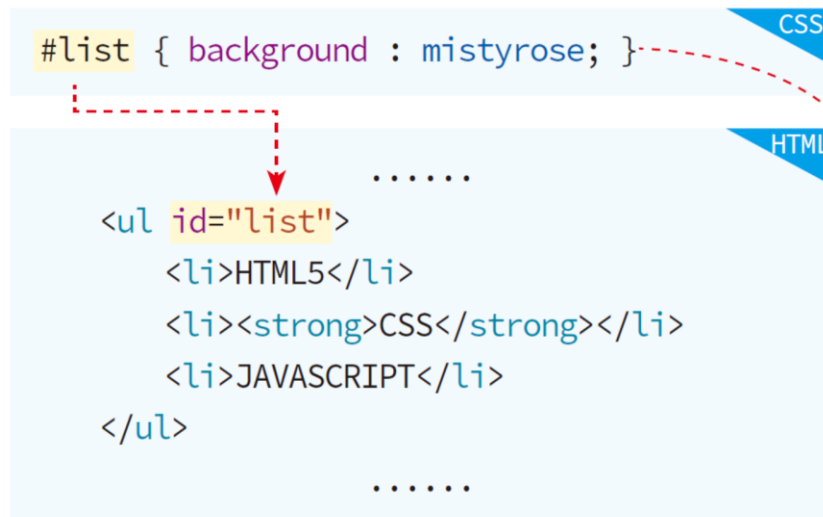 CSS
#list { background : mistyrose; }
HTML
......
<ul id="list">
<li>HTML5</li>
<li><strong>CSS</strong></li>
<li>JAVASCRIPT</li>
</ul>
......